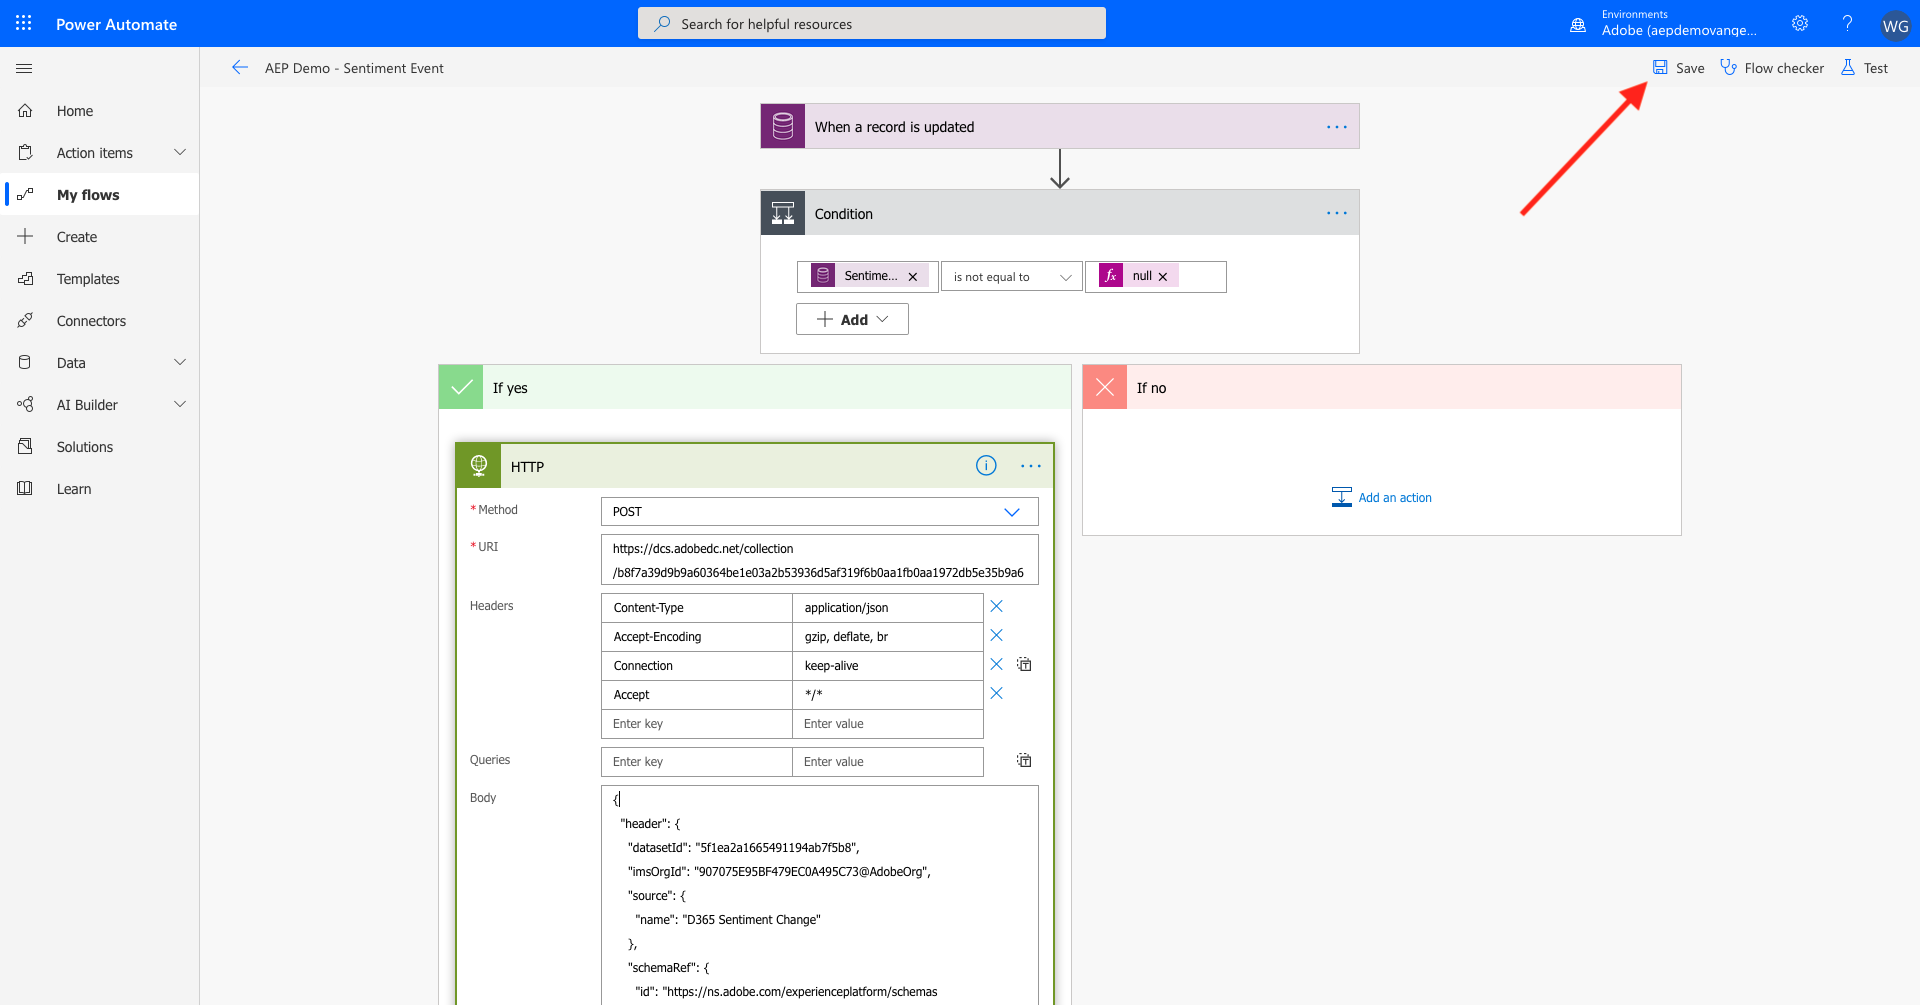 Power Automate
Search for helpful resources
Environments
Adobe (aepdemovange...
?
WG
AEP Demo - Sentiment Event
Save
Flow checker
Test
Home
Action items
My flows
Create
Templates
Connectors
Data
AI Builder
Solutions
Learn
When a record is updated
Condition
Sentime...
is not equal to
fx
null
Add
If yes
If no
Add an action
HTTP
*Method
POST
*URI
https://dcs.adobedc.net/collection
/b8f7a39d9b9a60364be1e03a2b53936d5af319f6b0aa1fb0aa1972db5e35b9a6
Headers
Content-Type
application/json
Accept-Encoding
gzip, deflate, br
Connection
keep-alive
Accept
*/*
Enter key
Enter value
Queries
Enter key
Enter value
Body
{
"header": {
"datasetId": "5f1ea2a1665491194ab7f5b8",
"imsOrgId": "907075E95BF479EC0A495C73@AdobeOrg",
"source": {
"name": "D365 Sentiment Change"
},
"schemaRef": {
"id": "https://ns.adobe.com/experienceplatform/schemas